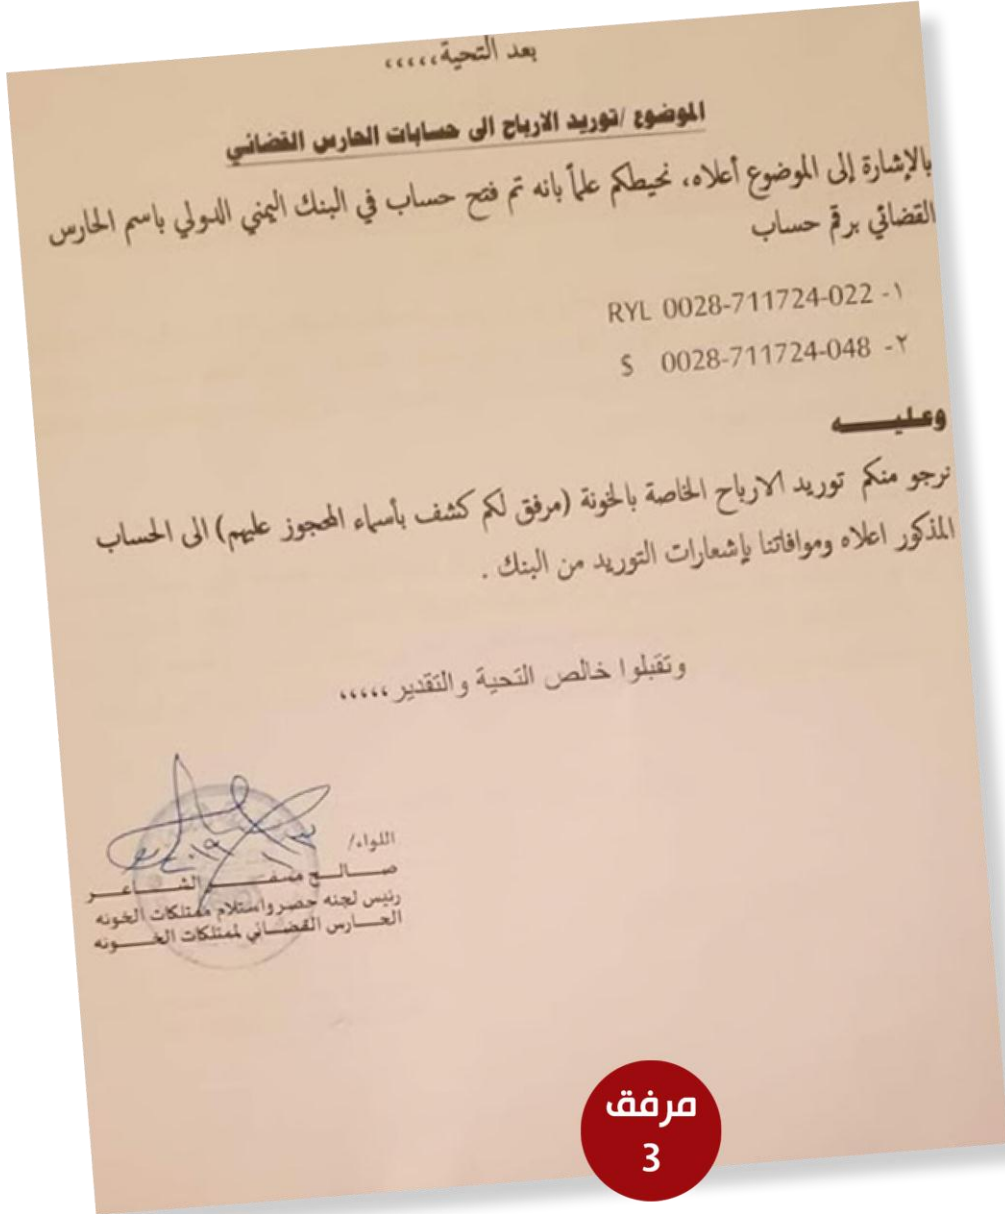 بعد التحية،،،،،
الموضوع /توريد الارباح الى حسابات الحارس القضائي
بالإشارة إلى الموضوع أعلاه، نحيطكم علماً بانه تم فتح حساب في البنك اليمني الدولي باسم الحارس
القضائي برقم حساب
١- RYL 0028-711724-022
٢- $ 0028-711724-048
وعليـــــه
نرجو منكم توريد الارباح الخاصة بالخونة (مرفق لكم كشف بأسماء المحجوز عليهم) الى الحساب
المذكور اعلاه وموافاتنا بإشعارات التوريد من البنك .
وتقبلوا خالص التحية والتقدير،،،،،
اللواء/
صـــالـــح مسفـــر الشـــاعـــر
رئيس لجنه حصر واستلام ممتلكات الخونه
الحـــارس القضـــائي لممتلكات الخـــونه
مرفق
3